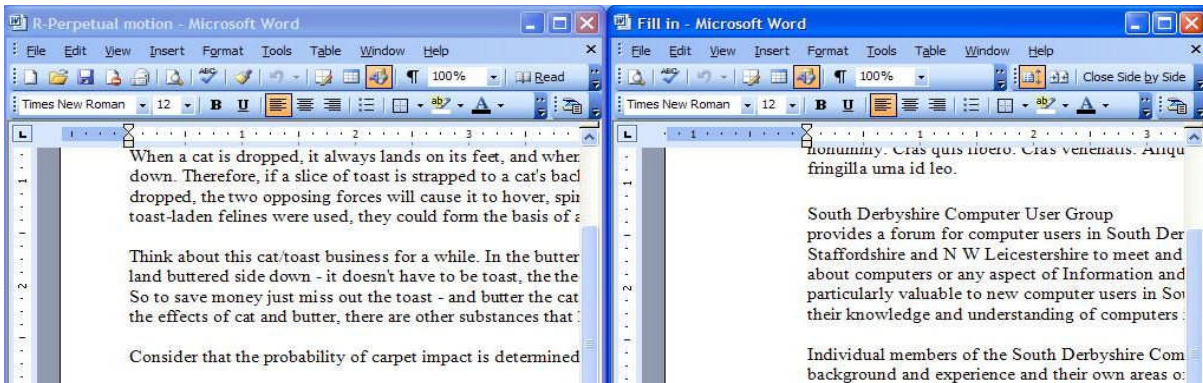 R-Perpetual motion - Microsoft Word
File Edit View Insert Format Tools Table Window Help
100% Read
Times New Roman 12 B U A
1 2 3
When a cat is dropped, it always lands on its feet, and when
down. Therefore, if a slice of toast is strapped to a cat's back
dropped, the two opposing forces will cause it to hover, spin
toast-laden felines were used, they could form the basis of a
Think about this cat/toast business for a while. In the butter
land buttered side down - it doesn't have to be toast, the the
So to save money just miss out the toast - and butter the cat
the effects of cat and butter, there are other substances that
Consider that the probability of carpet impact is determined
Fill in - Microsoft Word
File Edit View Insert Format Tools Table Window Help
100% Close Side by Side
Times New Roman 12 B U A
1 1 2 3
nonummy. Cras quis libero. Cras venenatis. Aliqu
fringilla urna id leo.
South Derbyshire Computer User Group
provides a forum for computer users in South Der
Staffordshire and N W Leicestershire to meet and
about computers or any aspect of Information and
particularly valuable to new computer users in Sou
their knowledge and understanding of computers
Individual members of the South Derbyshire Com
background and experience and their own areas o